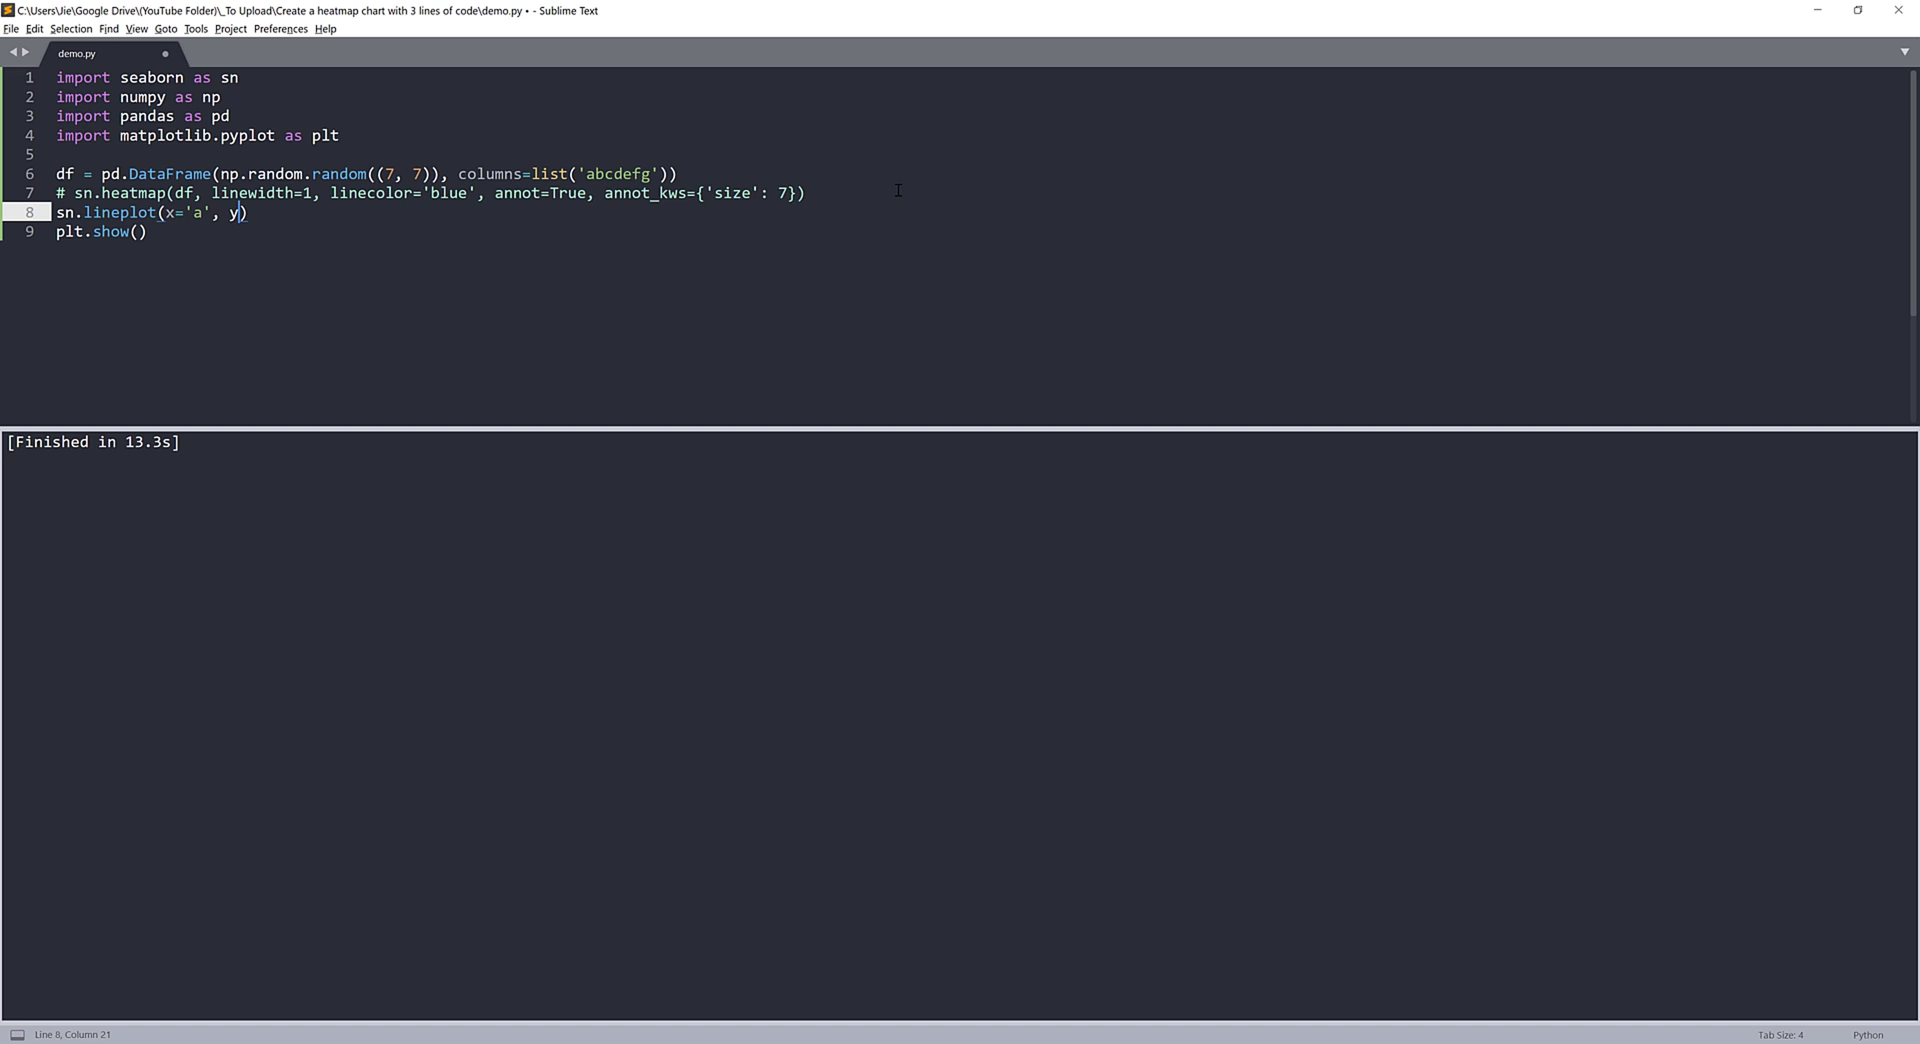 C:\Users\Jie\Google Drive\(YouTube Folder)\_To Upload\Create a heatmap chart with 3 lines of code\demo.py • - Sublime Text
File Edit Selection Find View Goto Tools Project Preferences Help
demo.py
1 import seaborn as sn
2 import numpy as np
3 import pandas as pd
4 import matplotlib.pyplot as plt
5
6 df = pd.DataFrame(np.random.random((7, 7)), columns=list('abcdefg'))
7 # sn.heatmap(df, linewidth=1, linecolor='blue', annot=True, annot_kws={'size': 7})
8 sn.lineplot(x='a', y)
9 plt.show()
[Finished in 13.3s]
Line 8, Column 21 Tab Size: 4 Python